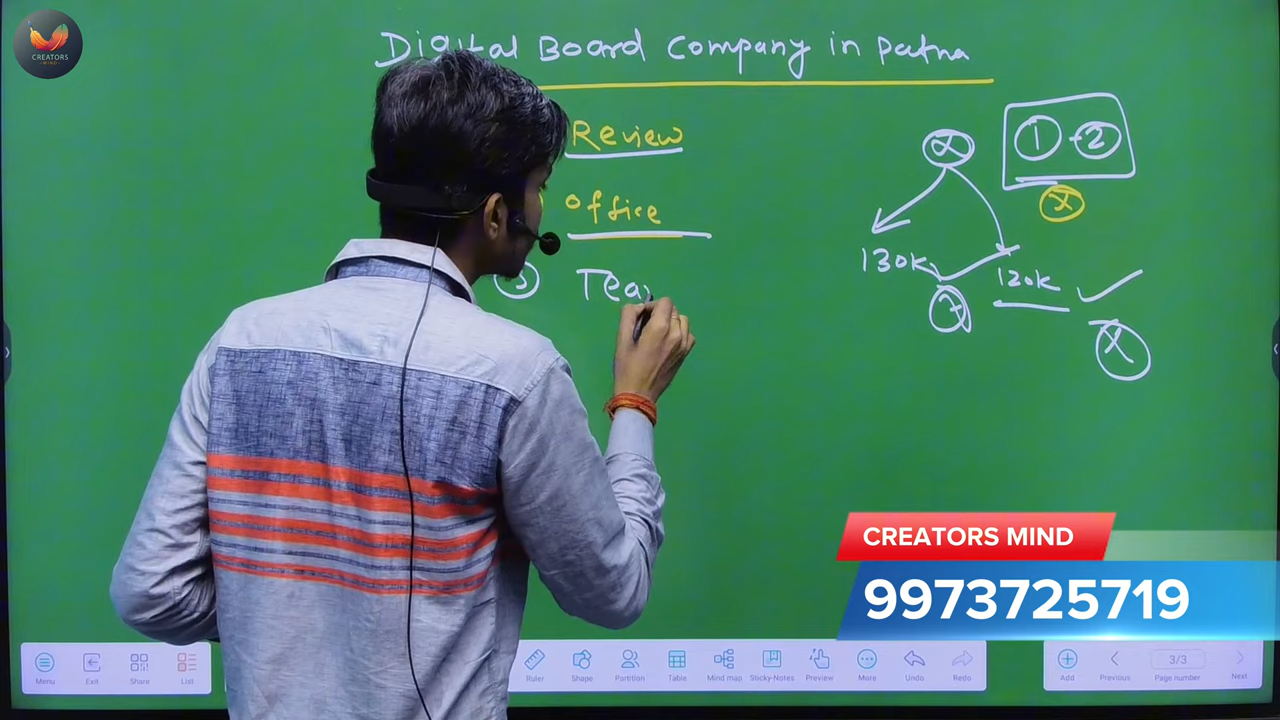 CREATORS
MIND
Digital Board Company in patna
Review
office
3 Tea
α
1 - 2
x
130k
120k
CREATORS MIND
9973725719
Menu Exit Share List Ruler Shape Partition Table Mind map Sticky-Notes Preview More Undo Redo Add Previous 3/3 Page number Next